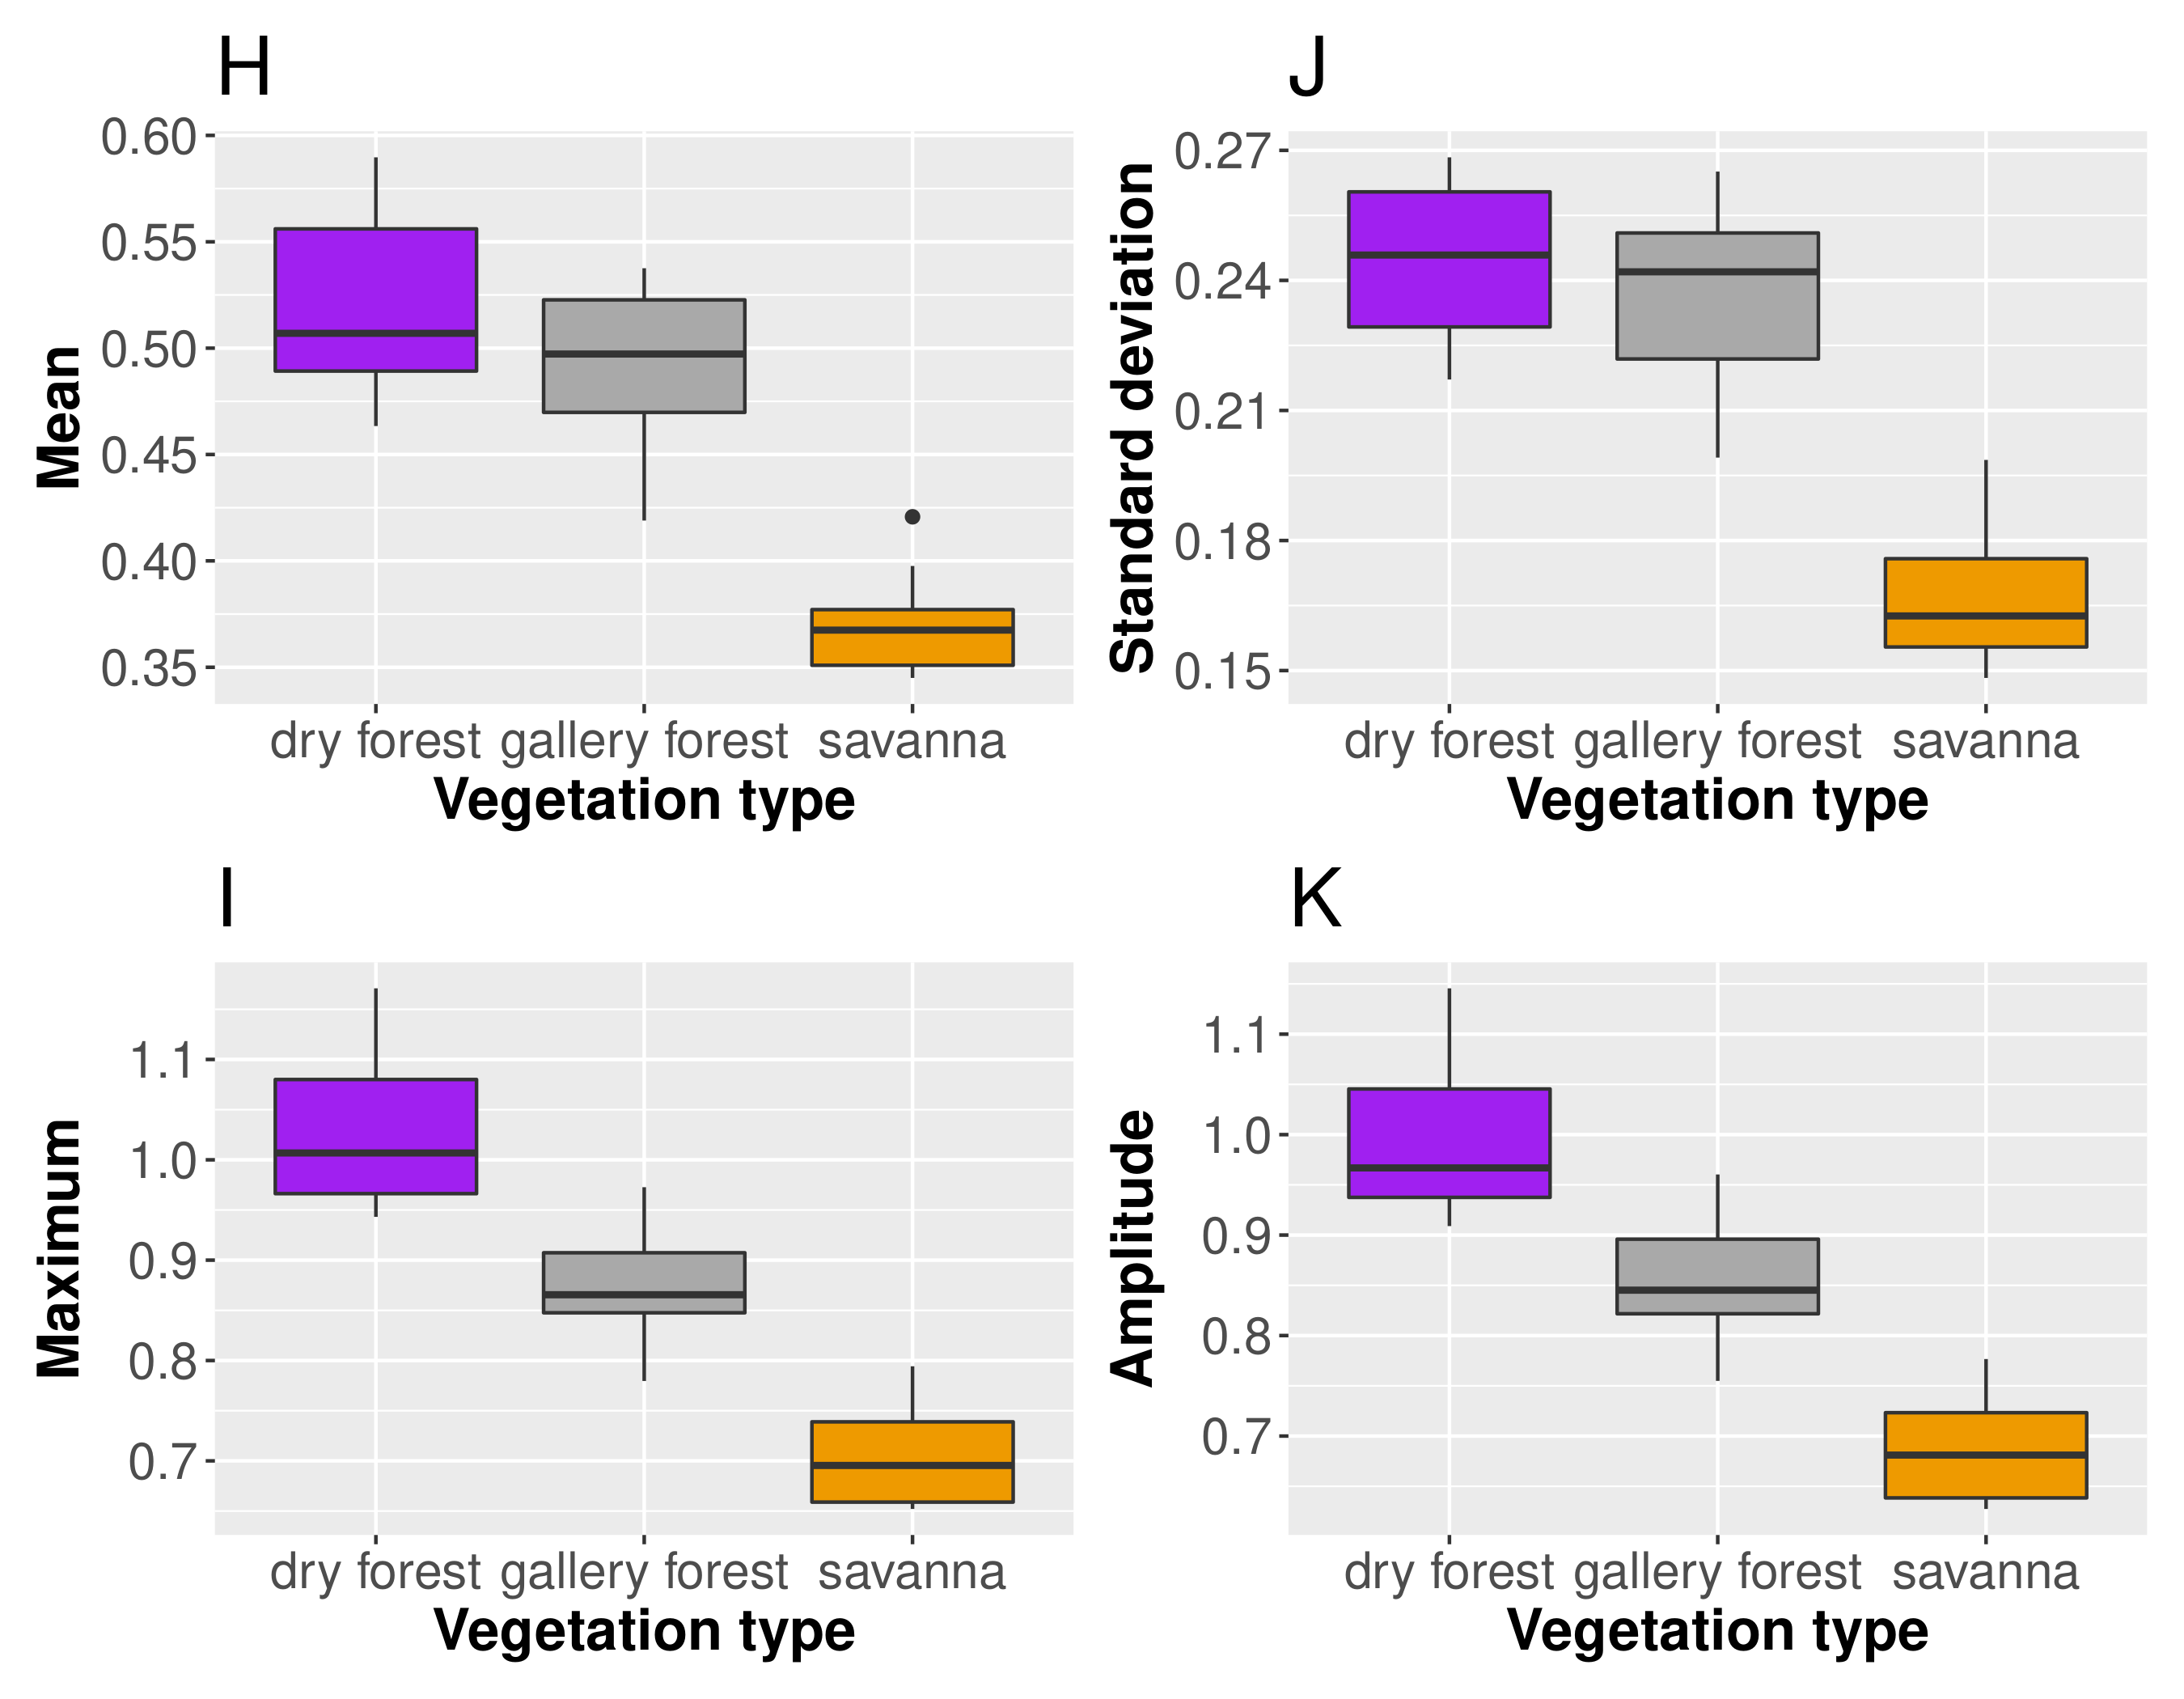 H
Mean
0.60
0.55
0.50
0.45
0.40
0.35
dry forest gallery forest savanna
Vegetation type
J
Standard deviation
0.27
0.24
0.21
0.18
0.15
dry forest gallery forest savanna
Vegetation type
I
Maximum
1.1
1.0
0.9
0.8
0.7
dry forest gallery forest savanna
Vegetation type
K
Amplitude
1.1
1.0
0.9
0.8
0.7
dry forest gallery forest savanna
Vegetation type